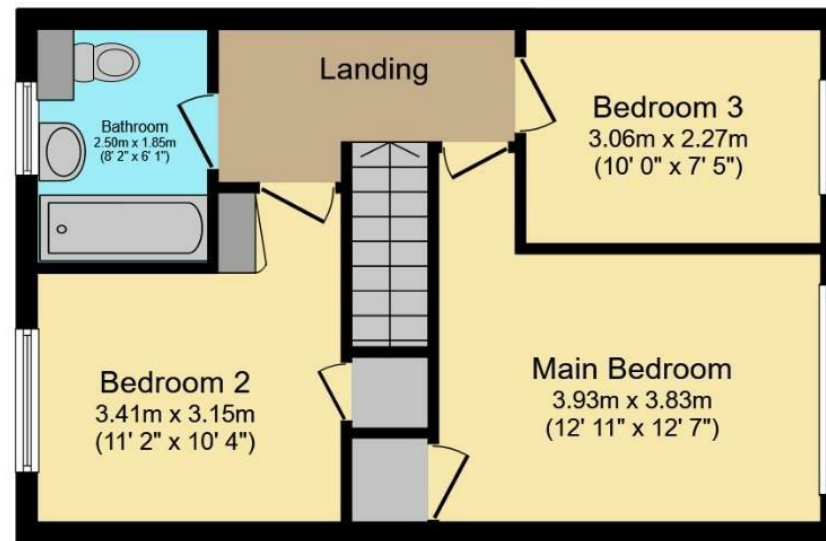 Landing
Bathroom
2.50m x 1.85m
(8' 2" x 6' 1")
Bedroom 3
3.06m x 2.27m
(10' 0" x 7' 5")
Bedroom 2
3.41m x 3.15m
(11' 2" x 10' 4")
Main Bedroom
3.93m x 3.83m
(12' 11" x 12' 7")